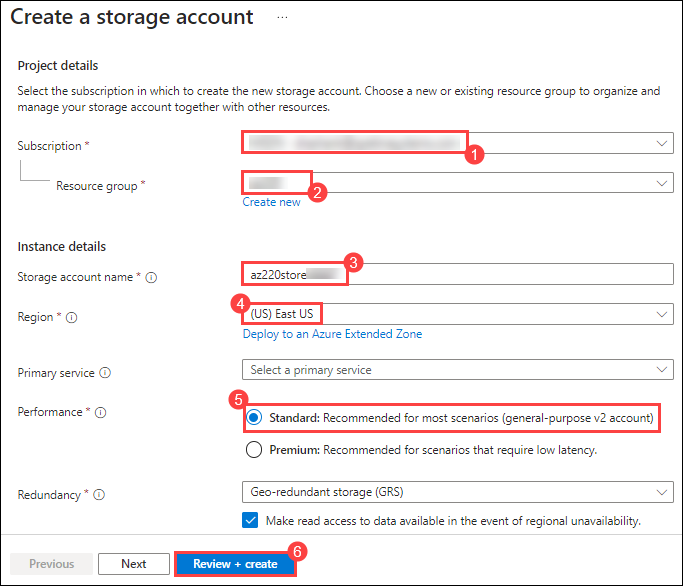 Create a storage account ...
Project details
Select the subscription in which to create the new storage account. Choose a new or existing resource group to organize and
manage your storage account together with other resources.
Subscription *
1
Resource group *
2
Create new
Instance details
3
Storage account name *
az220store
4
Region *
(US) East US
Deploy to an Azure Extended Zone
Primary service
Select a primary service
5
Performance *
Standard: Recommended for most scenarios (general-purpose v2 account)
Premium: Recommended for scenarios that require low latency.
Redundancy *
Geo-redundant storage (GRS)
Make read access to data available in the event of regional unavailability.
6
Previous Next Review + create